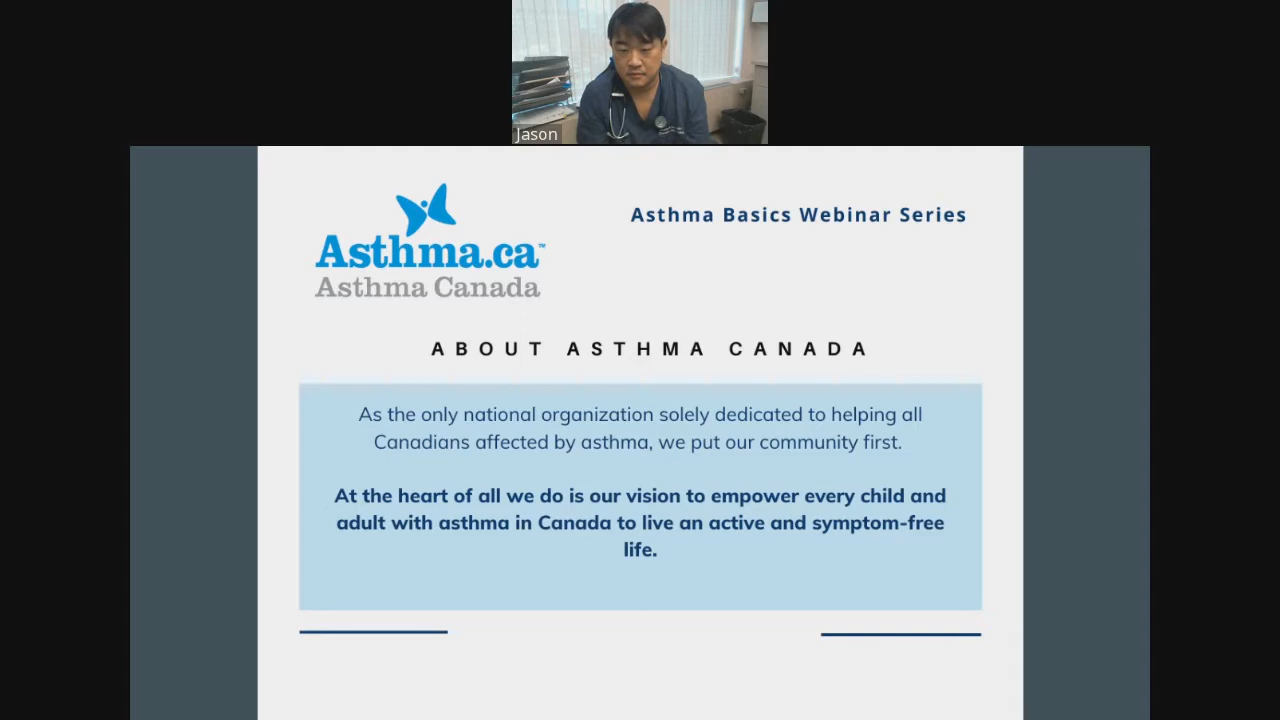 Jason
Asthma.ca™
Asthma Canada
Asthma Basics Webinar Series
ABOUT ASTHMA CANADA
As the only national organization solely dedicated to helping all
Canadians affected by asthma, we put our community first.
At the heart of all we do is our vision to empower every child and
adult with asthma in Canada to live an active and symptom-free
life.